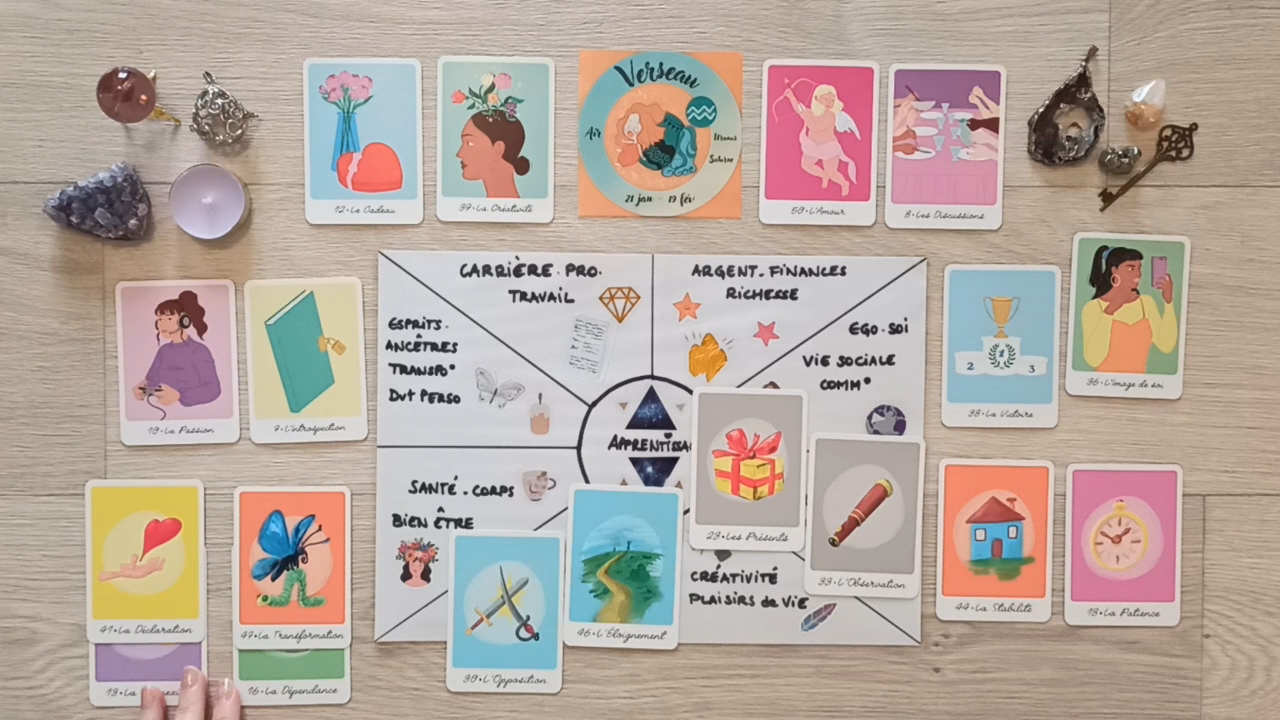 12•Le Cadeau
39•La Créativité
Verseau
Air
Uranus
Saturne
21 jan - 19 fév
59•L'Amour
8•Les Discussions
19•La Passion
7•L'Introspection
CARRIÈRE. PRO.
TRAVAIL
ESPRITS.
ANCÊTRES
TRANSFO°
DVT PERSO
ARGENT. FINANCES
RICHESSE
EGO. SOI
VIE SOCIALE
COMM°
38•La Victoire
36•L'Image de soi
SANTÉ. CORPS
BIEN ÊTRE
CRÉATIVITÉ
PLAISIRS de VIE
41•La Déclaration
47•La Transformation
16•La Dépendance
30•L'Opposition
46•L'Éloignement
23•Les Présents
33•L'Observation
44•La Stabilité
18•La Patience